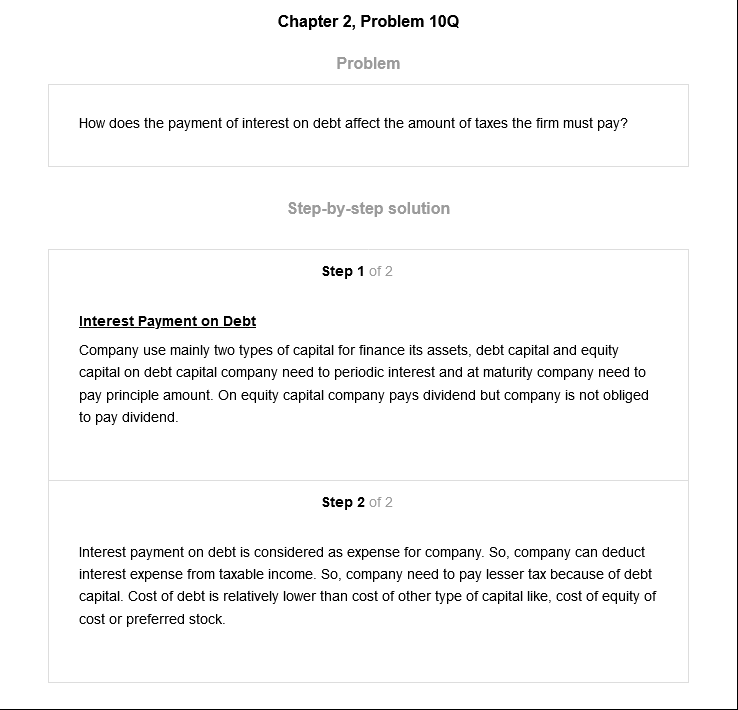 Chapter 2, Problem 10Q
Problem
How does the payment of interest on debt affect the amount of taxes the firm must pay?
Step-by-step solution
Step 1 of 2
Interest Payment on Debt
Company use mainly two types of capital for finance its assets, debt capital and equity
capital on debt capital company need to periodic interest and at maturity company need to
pay principle amount. On equity capital company pays dividend but company is not obliged
to pay dividend.
Step 2 of 2
Interest payment on debt is considered as expense for company. So, company can deduct
interest expense from taxable income. So, company need to pay lesser tax because of debt
capital. Cost of debt is relatively lower than cost of other type of capital like, cost of equity of
cost or preferred stock.